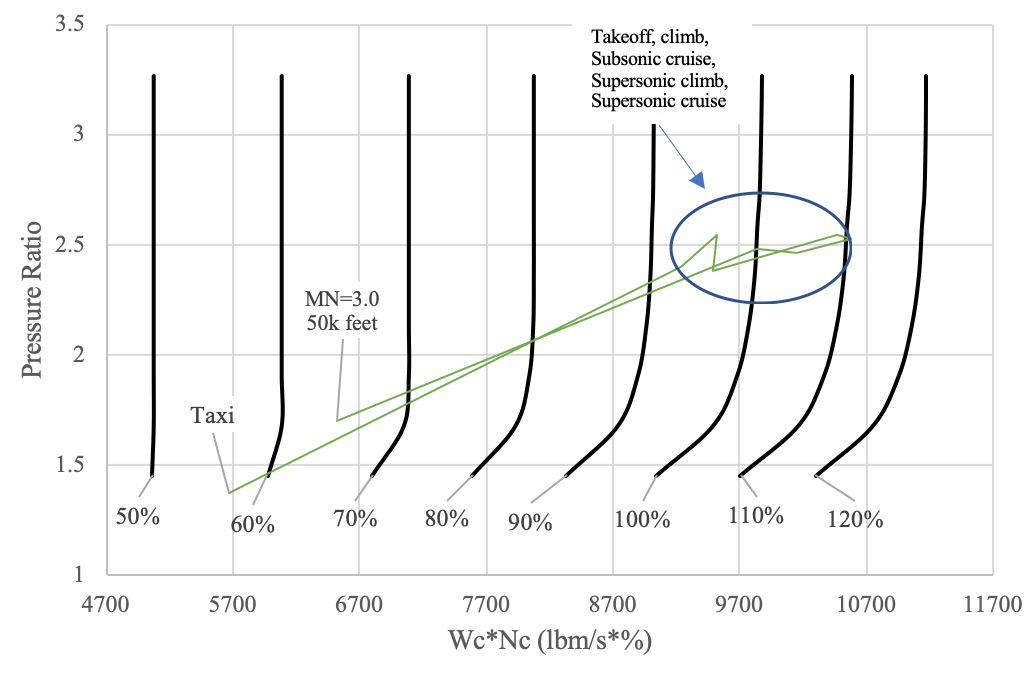 3.5
Takeoff, climb,
Subsonic cruise,
Supersonic climb,
Supersonic cruise
3
2.5
MN=3.0
50k feet
Pressure Ratio
2
Taxi
1.5
50%
60%
70%
80%
90%
100%
110%
120%
1
4700
5700
6700
7700
8700
9700
10700
11700
Wc*Nc (lbm/s*%)